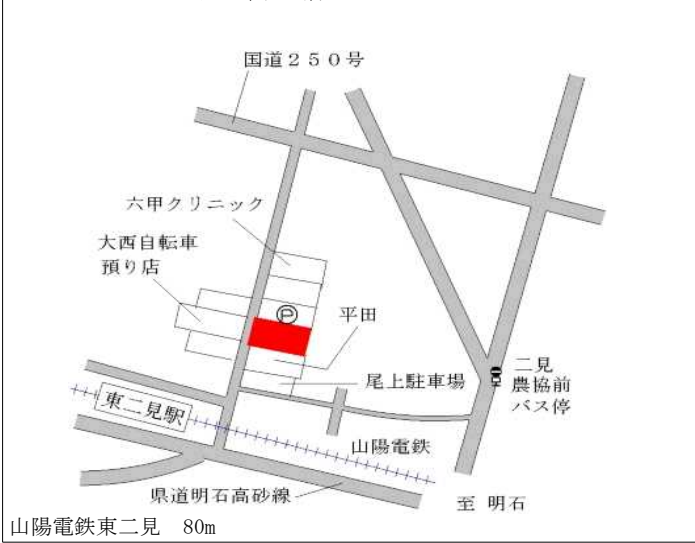 国道２５０号
六甲クリニック
大西自転車
預り店
Ⓟ
平田
尾上駐車場
二見
農協前
バス停
東二見駅
山陽電鉄
県道明石高砂線
至 明石
山陽電鉄東二見　80m